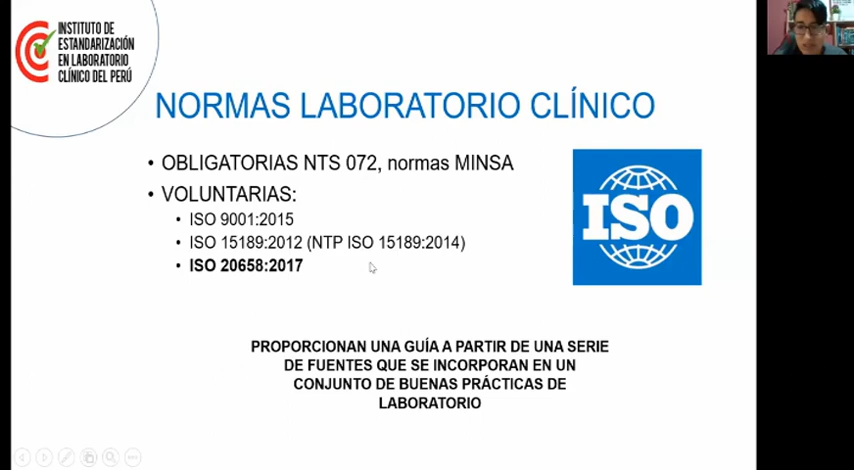 INSTITUTO DE
ESTANDARIZACIÓN
EN LABORATORIO
CLÍNICO DEL PERÚ
NORMAS LABORATORIO CLÍNICO
• OBLIGATORIAS NTS 072, normas MINSA
• VOLUNTARIAS:
• ISO 9001:2015
• ISO 15189:2012 (NTP ISO 15189:2014)
• ISO 20658:2017
ISO
PROPORCIONAN UNA GUÍA A PARTIR DE UNA SERIE
DE FUENTES QUE SE INCORPORAN EN UN
CONJUNTO DE BUENAS PRÁCTICAS DE
LABORATORIO